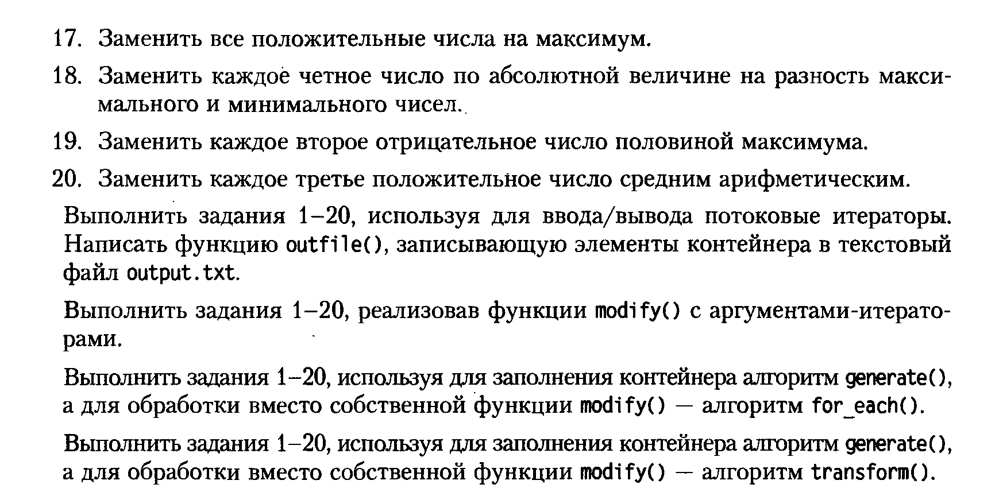 17. Заменить все положительные числа на максимум.
18. Заменить каждое четное число по абсолютной величине на разность макси-
мального и минимального чисел.
19. Заменить каждое второе отрицательное число половиной максимума.
20. Заменить каждое третье положительное число средним арифметическим.
Выполнить задания 1–20, используя для ввода/вывода потоковые итераторы.
Написать функцию outfile(), записывающую элементы контейнера в текстовый
файл output.txt.
Выполнить задания 1–20, реализовав функции modify() с аргументами-итерато-
рами.
Выполнить задания 1–20, используя для заполнения контейнера алгоритм generate(),
а для обработки вместо собственной функции modify() — алгоритм for_each().
Выполнить задания 1–20, используя для заполнения контейнера алгоритм generate(),
а для обработки вместо собственной функции modify() — алгоритм transform().